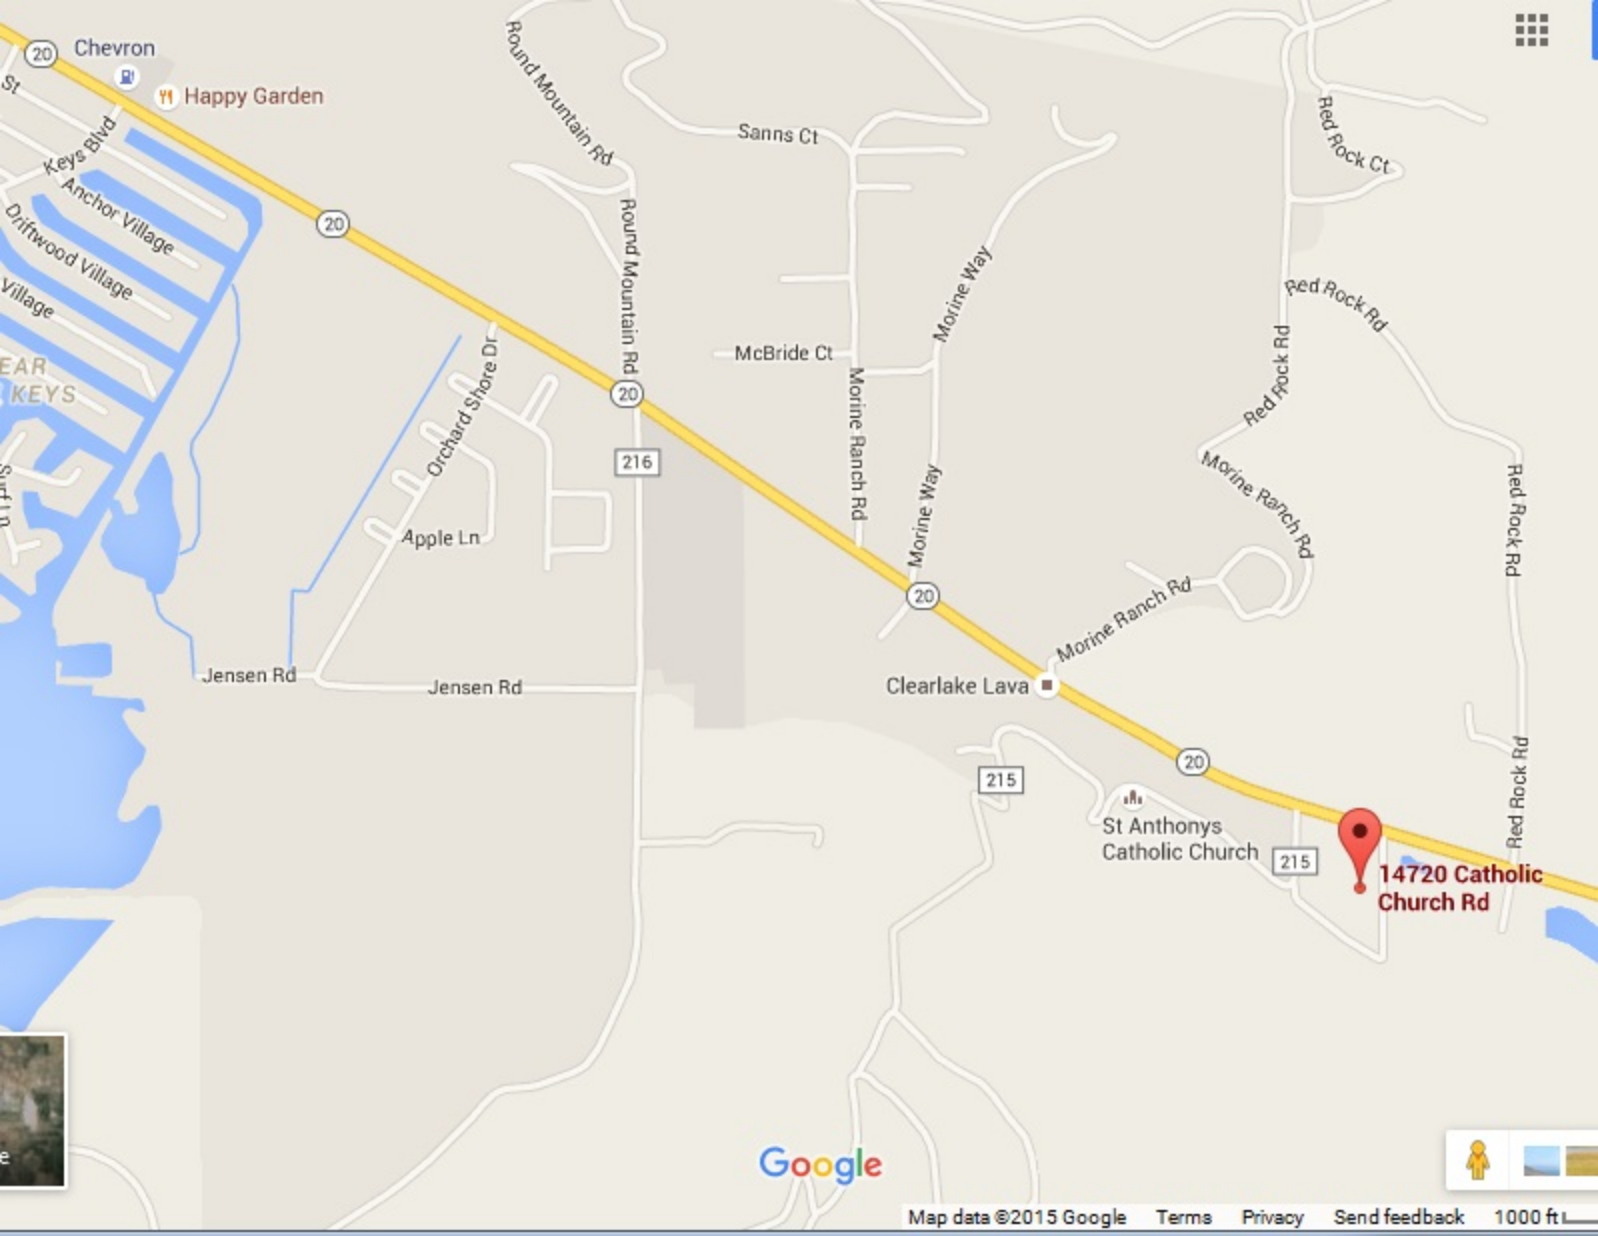 20
Chevron
Happy Garden
St
Keys Blvd
Anchor Village
Driftwood Village
Village
EAR
KEYS
20
Round Mountain Rd
Round Mountain Rd
Sanns Ct
McBride Ct
Morine Ranch Rd
Morine Way
Morine Way
Red Rock Ct
Red Rock Rd
Red Rock Rd
Red Rock Rd
Morine Ranch Rd
Red Rock Rd
Orchard Shore Dr
20
216
Surf Ln
Apple Ln
20
Morine Ranch Rd
Jensen Rd
Jensen Rd
Clearlake Lava
20
215
St Anthonys
Catholic Church
215
14720 Catholic
Church Rd
e
Google
Map data ©2015 Google Terms Privacy Send feedback 1000 ft